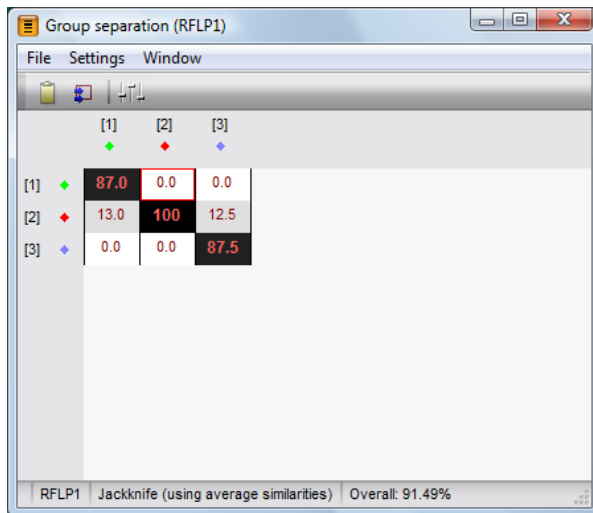 Group separation (RFLP1)
File Settings Window
[1] [2] [3]
[1] 87.0 0.0 0.0
[2] 13.0 100 12.5
[3] 0.0 0.0 87.5
RFLP1 Jackknife (using average similarities) Overall: 91.49%